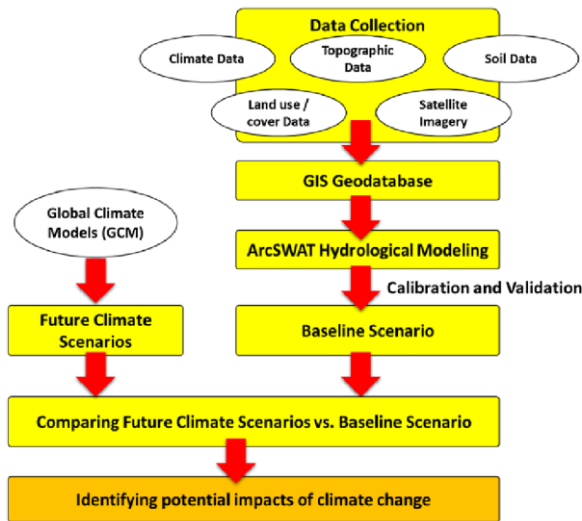 Data Collection
Climate Data
Topographic
Data
Soil Data
Land use /
cover Data
Satellite
Imagery
GIS Geodatabase
Global Climate
Models (GCM)
ArcSWAT Hydrological Modeling
Calibration and Validation
Future Climate
Scenarios
Baseline Scenario
Comparing Future Climate Scenarios vs. Baseline Scenario
Identifying potential impacts of climate change